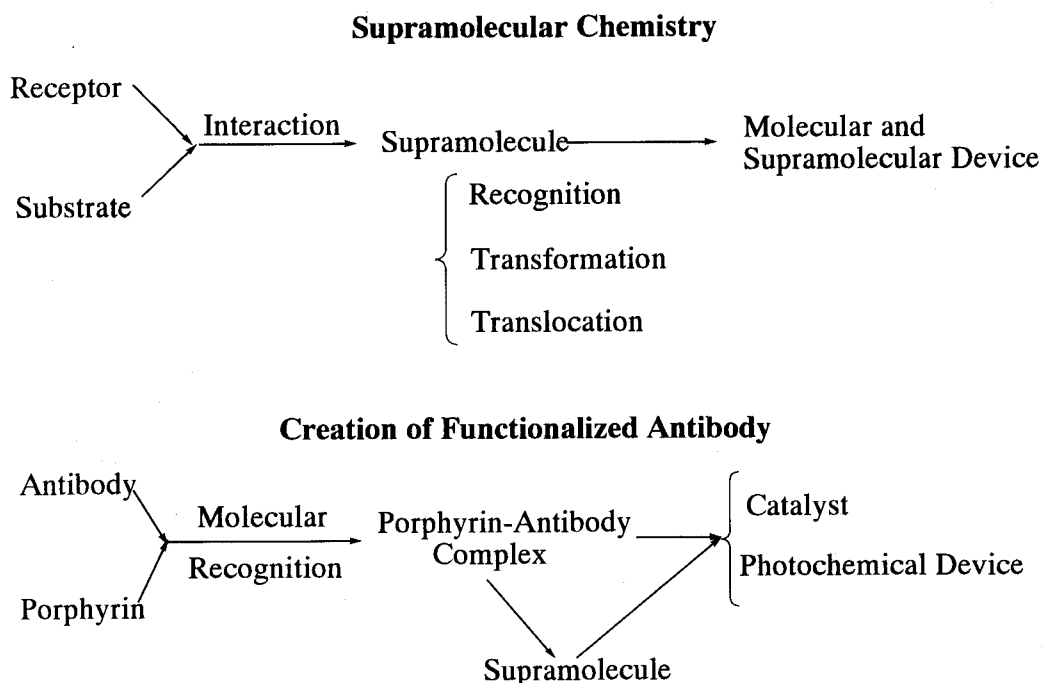 Supramolecular Chemistry
Receptor
Interaction
Supramolecule
Molecular and
Supramolecular Device
Substrate
Recognition
Transformation
Translocation
Creation of Functionalized Antibody
Antibody
Molecular
Recognition
Porphyrin-Antibody
Complex
Catalyst
Photochemical Device
Porphyrin
Supramolecule